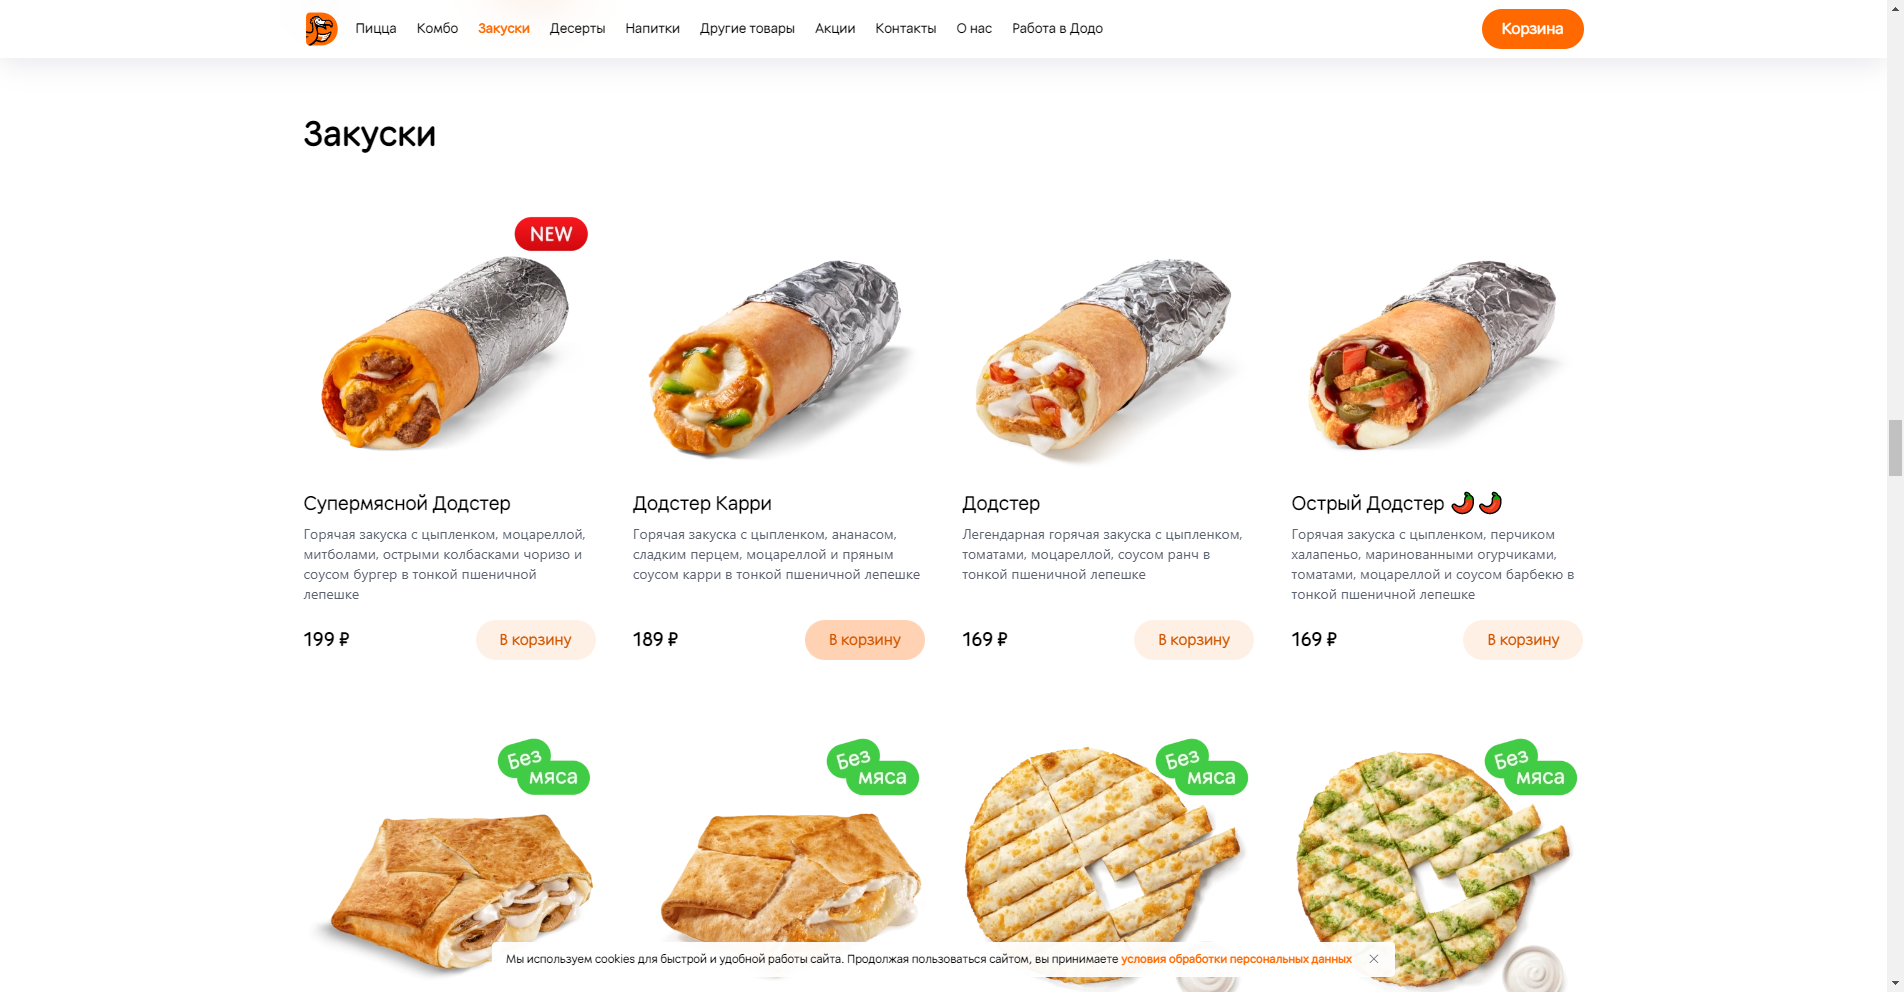 Пицца Комбо Закуски Десерты Напитки Другие товары Акции Контакты О нас Работа в Додо Корзина
Закуски
NEW
Супермясной Додстер
Горячая закуска с цыпленком, моцареллой,
митболами, острыми колбасками чоризо и
соусом бургер в тонкой пшеничной
лепешке
199 ₽ В корзину
Додстер Карри
Горячая закуска с цыпленком, ананасом,
сладким перцем, моцареллой и пряным
соусом карри в тонкой пшеничной лепешке
189 ₽ В корзину
Додстер
Легендарная горячая закуска с цыпленком,
томатами, моцареллой, соусом ранч в
тонкой пшеничной лепешке
169 ₽ В корзину
Острый Додстер 🌶🌶
Горячая закуска с цыпленком, перчиком
халапеньо, маринованными огурчиками,
томатами, моцареллой и соусом барбекю в
тонкой пшеничной лепешке
169 ₽ В корзину
Без
мяса
Без
мяса
Без
мяса
Без
мяса
Мы используем cookies для быстрой и удобной работы сайта. Продолжая пользоваться сайтом, вы принимаете условия обработки персональных данных